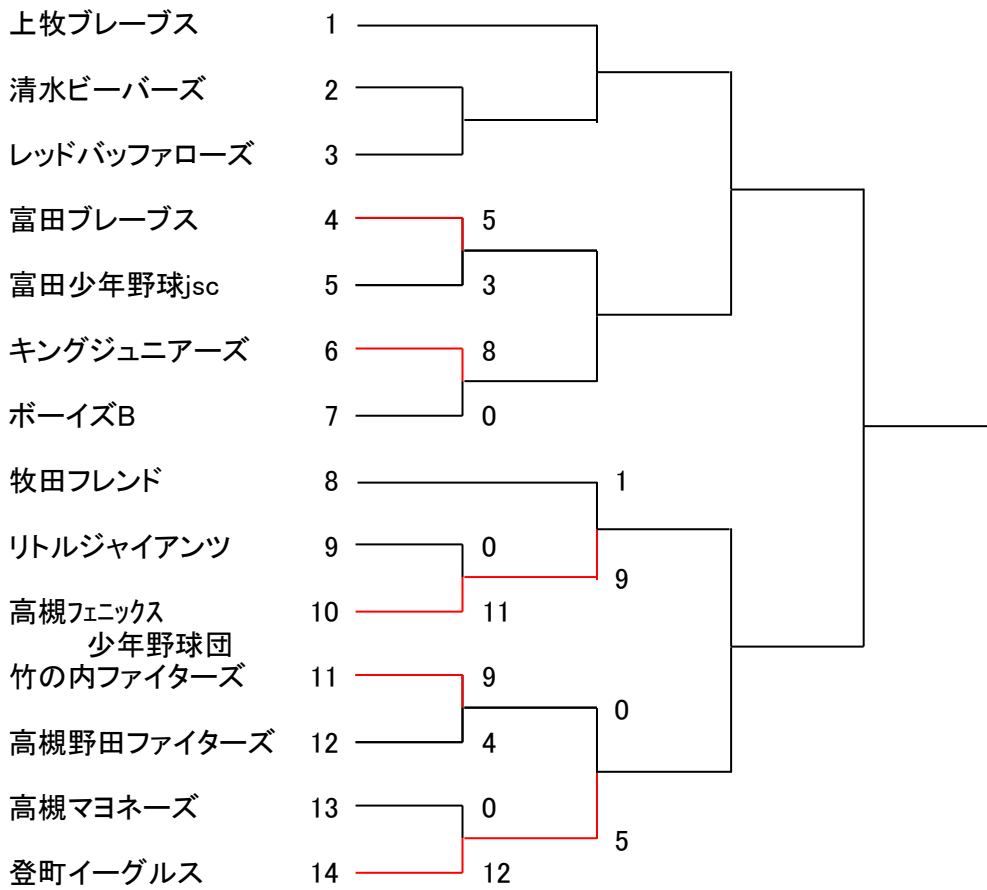 上牧ブレーブス 1
清水ビーバーズ 2
レッドバッファローズ 3
富田ブレーブス 4 5
富田少年野球jsc 5 3
キングジュニアーズ 6 8
ボーイズB 7 0
牧田フレンド 8 1
リトルジャイアンツ 9 0
9
高槻フェニックス 10 11
少年野球団
竹の内ファイターズ 11 9
0
高槻野田ファイターズ 12 4
高槻マヨネーズ 13 0
5
登町イーグルス 14 12